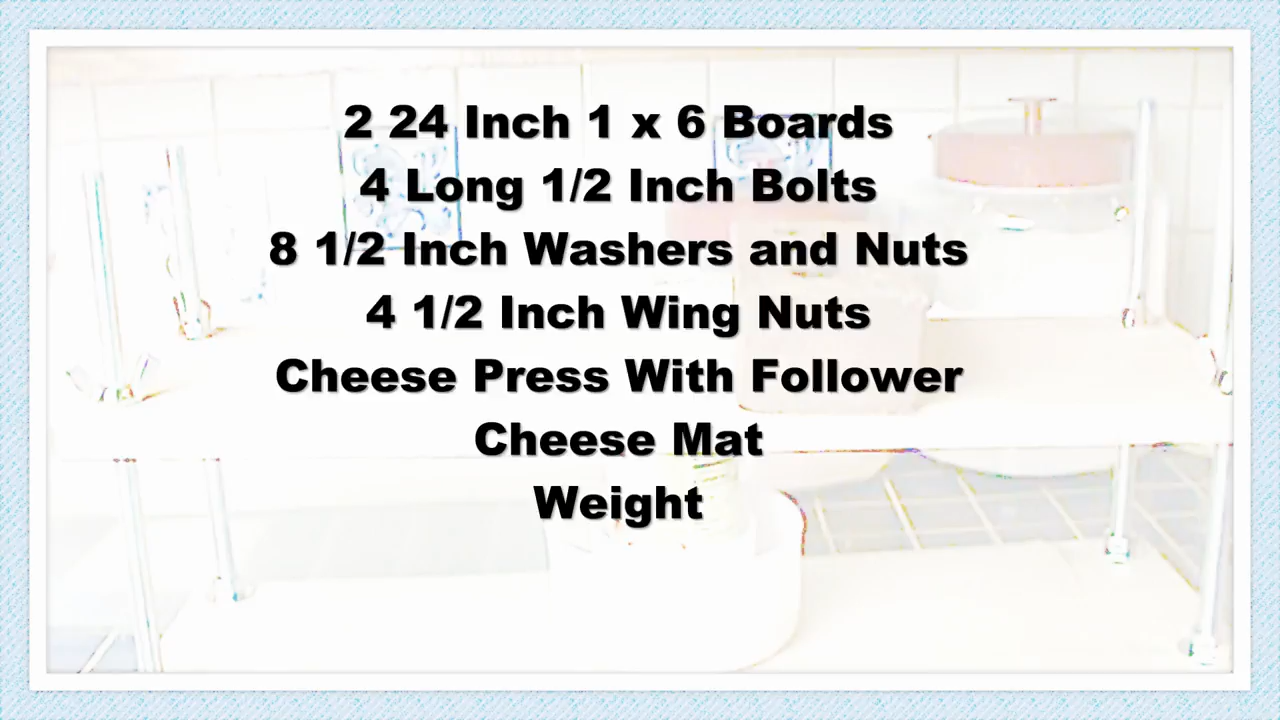 2 24 Inch 1 x 6 Boards
4 Long 1/2 Inch Bolts
8 1/2 Inch Washers and Nuts
4 1/2 Inch Wing Nuts
Cheese Press With Follower
Cheese Mat
Weight